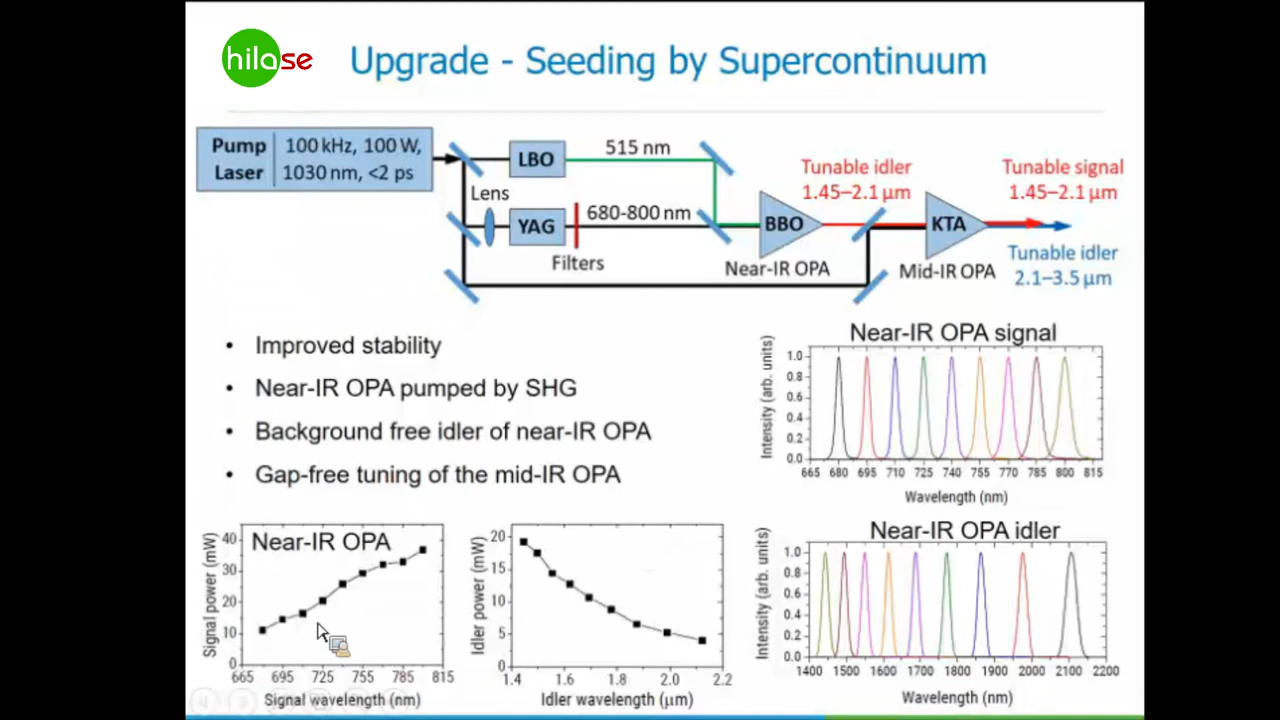 hilase
Upgrade - Seeding by Supercontinuum
Pump Laser
100 kHz, 100 W,
1030 nm, <2 ps
LBO
515 nm
Lens
YAG
680-800 nm
Filters
BBO
Near-IR OPA
Tunable idler
1.45–2.1 μm
KTA
Mid-IR OPA
Tunable signal
1.45–2.1 μm
Tunable idler
2.1–3.5 μm
• Improved stability
• Near-IR OPA pumped by SHG
• Background free idler of near-IR OPA
• Gap-free tuning of the mid-IR OPA
Near-IR OPA signal
Intensity (arb. units)
1.0
0.8
0.6
0.4
0.2
0.0
665 680 695 710 725 740 755 770 785 800 815
Wavelength (nm)
Near-IR OPA
Signal power (mW)
40
30
20
10
0
665 695 725 755 785 815
Signal wavelength (nm)
Idler power (mW)
20
15
10
5
0
1.4 1.6 1.8 2.0 2.2
Idler wavelength (μm)
Near-IR OPA idler
Intensity (arb. units)
1.0
0.8
0.6
0.4
0.2
0.0
1400 1500 1600 1700 1800 1900 2000 2100 2200
Wavelength (nm)